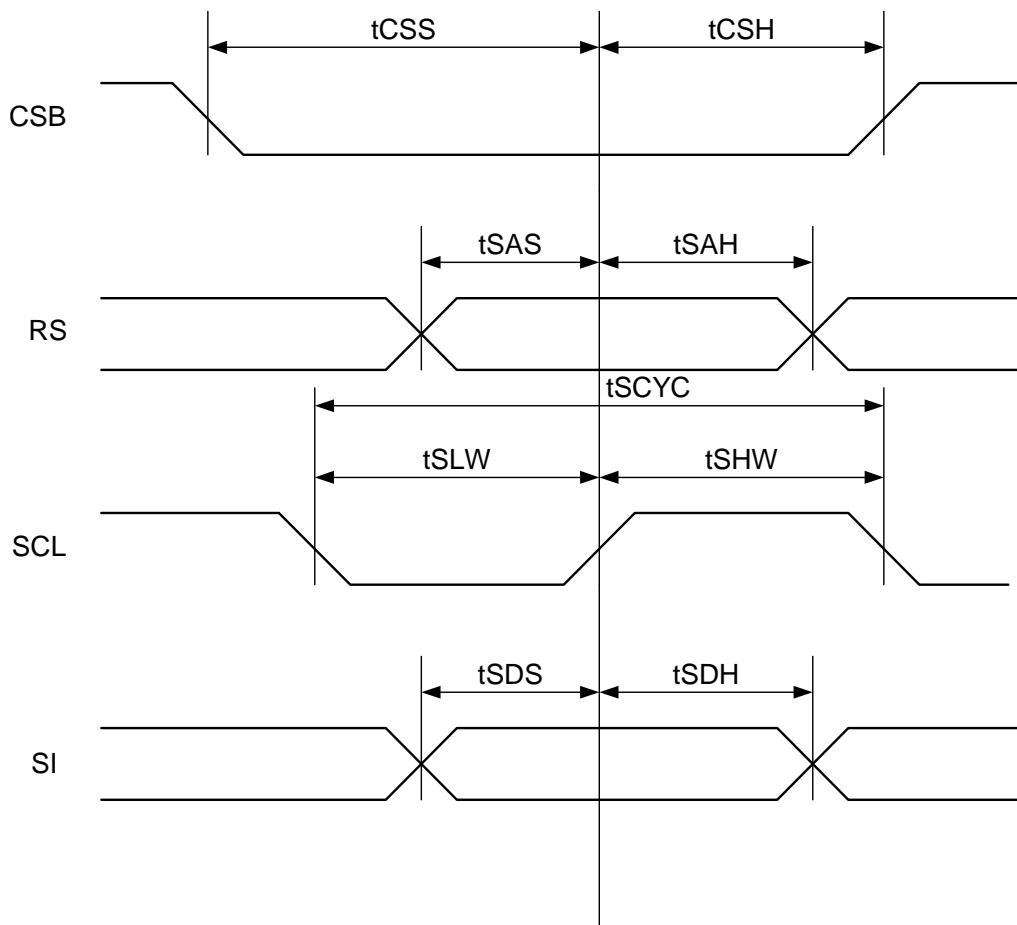 tCSS tCSH
CSB
tSAS tSAH
RS
tSCYC
tSLW tSHW
SCL
tSDS tSDH
SI